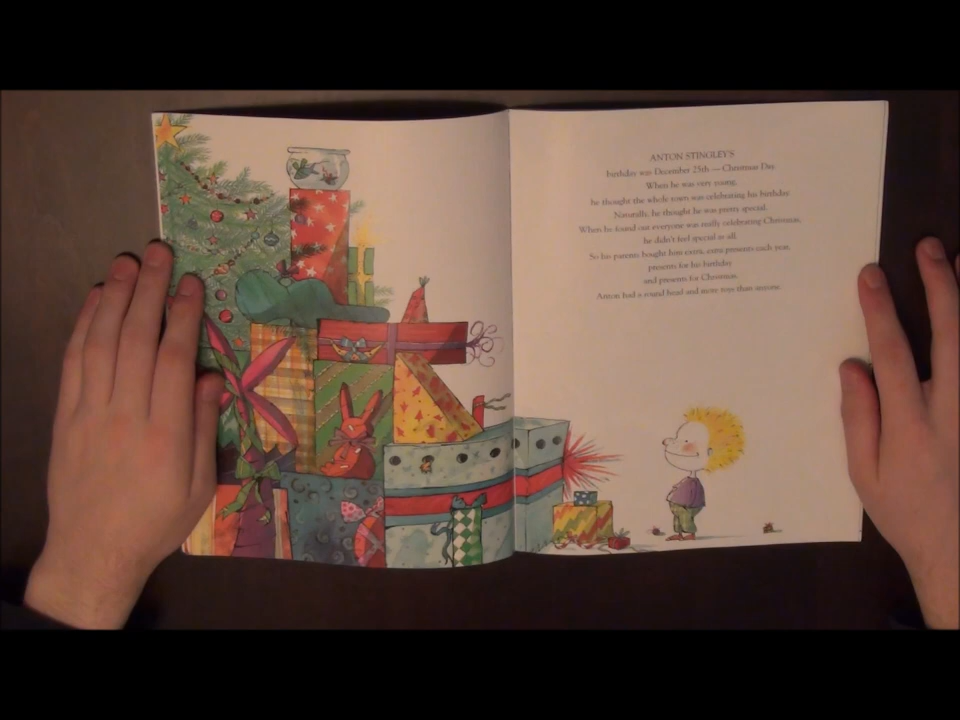 ANTON STINGLEY'S
birthday was December 25th — Christmas Day.
When he was very young,
he thought the whole town was celebrating his birthday.
Naturally, he thought he was pretty special.
When he found out everyone was really celebrating Christmas,
he didn't feel special at all.
So his parents bought him extra, extra presents each year,
presents for his birthday
and presents for Christmas.
Anton had a round head and more toys than anyone.